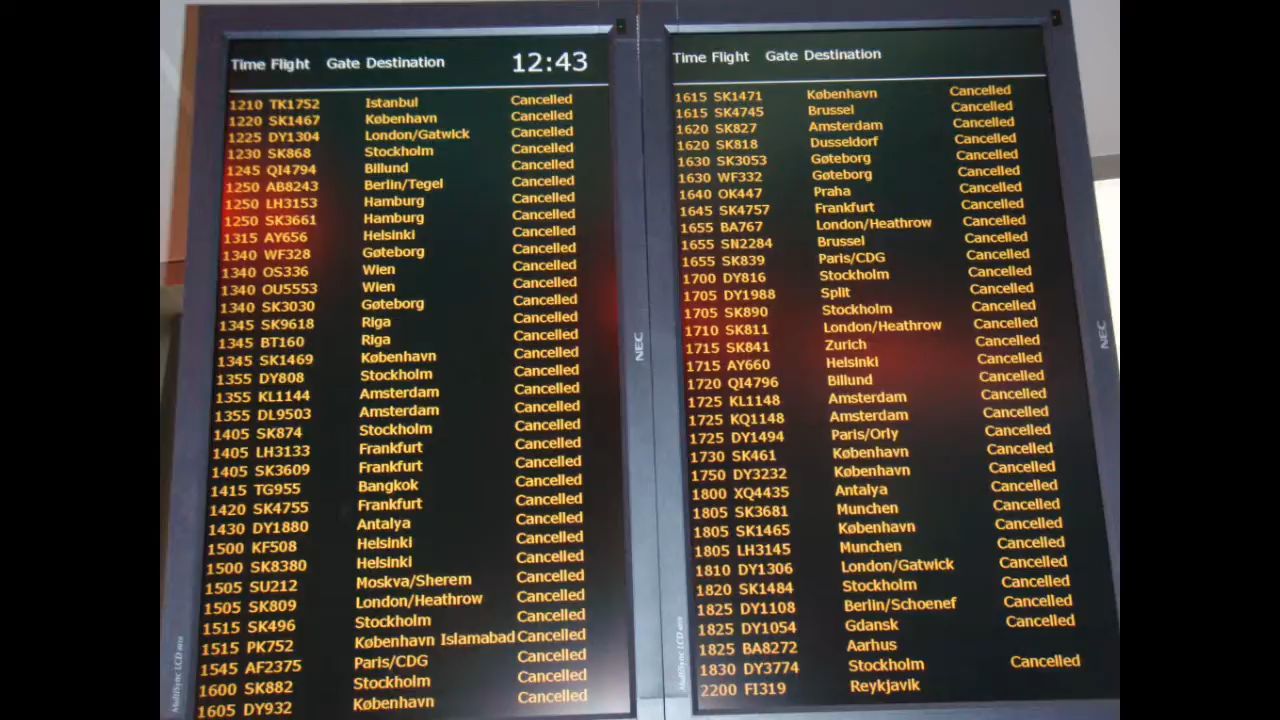 Time Flight Gate Destination 12:43
1210 TK1752 Istanbul Cancelled
1220 SK1467 København Cancelled
1225 DY1304 London/Gatwick Cancelled
1230 SK868 Stockholm Cancelled
1245 QI4794 Billund Cancelled
1250 AB8243 Berlin/Tegel Cancelled
1250 LH3153 Hamburg Cancelled
1250 SK3661 Hamburg Cancelled
1315 AY656 Helsinki Cancelled
1340 WF328 Gøteborg Cancelled
1340 OS336 Wien Cancelled
1340 OU5553 Wien Cancelled
1340 SK3030 Gøteborg Cancelled
1345 SK9618 Riga Cancelled
1345 BT160 Riga Cancelled
1345 SK1469 København Cancelled
1355 DY808 Stockholm Cancelled
1355 KL1144 Amsterdam Cancelled
1355 DL9503 Amsterdam Cancelled
1405 SK874 Stockholm Cancelled
1405 LH3133 Frankfurt Cancelled
1405 SK3609 Frankfurt Cancelled
1415 TG955 Bangkok Cancelled
1420 SK4755 Frankfurt Cancelled
1430 DY1880 Antalya Cancelled
1500 KF508 Helsinki Cancelled
1500 SK8380 Helsinki Cancelled
1505 SU212 Moskva/Sherem Cancelled
1505 SK809 London/Heathrow Cancelled
1515 SK496 Stockholm Cancelled
1515 PK752 København Islamabad Cancelled
1545 AF2375 Paris/CDG Cancelled
1600 SK882 Stockholm Cancelled
1605 DY932 København Cancelled
NEC
MultiSync LCD
Time Flight Gate Destination
1615 SK1471 København Cancelled
1615 SK4745 Brussel Cancelled
1620 SK827 Amsterdam Cancelled
1620 SK818 Dusseldorf Cancelled
1630 SK3053 Gøteborg Cancelled
1630 WF332 Gøteborg Cancelled
1640 OK447 Praha Cancelled
1645 SK4757 Frankfurt Cancelled
1655 BA767 London/Heathrow Cancelled
1655 SN2284 Brussel Cancelled
1655 SK839 Paris/CDG Cancelled
1700 DY816 Stockholm Cancelled
1705 DY1988 Split Cancelled
1705 SK890 Stockholm Cancelled
1710 SK811 London/Heathrow Cancelled
1715 SK841 Zurich Cancelled
1715 AY660 Helsinki Cancelled
1720 QI4796 Billund Cancelled
1725 KL1148 Amsterdam Cancelled
1725 KQ1148 Amsterdam Cancelled
1725 DY1494 Paris/Orly Cancelled
1730 SK461 København Cancelled
1750 DY3232 København Cancelled
1800 XQ4435 Antalya Cancelled
1805 SK3681 Munchen Cancelled
1805 SK1465 København Cancelled
1805 LH3145 Munchen Cancelled
1810 DY1306 London/Gatwick Cancelled
1820 SK1484 Stockholm Cancelled
1825 DY1108 Berlin/Schoenef Cancelled
1825 DY1054 Gdansk Cancelled
1825 BA8272 Aarhus
1830 DY3774 Stockholm Cancelled
2200 FI319 Reykjavik
NEC
MultiSync LCD